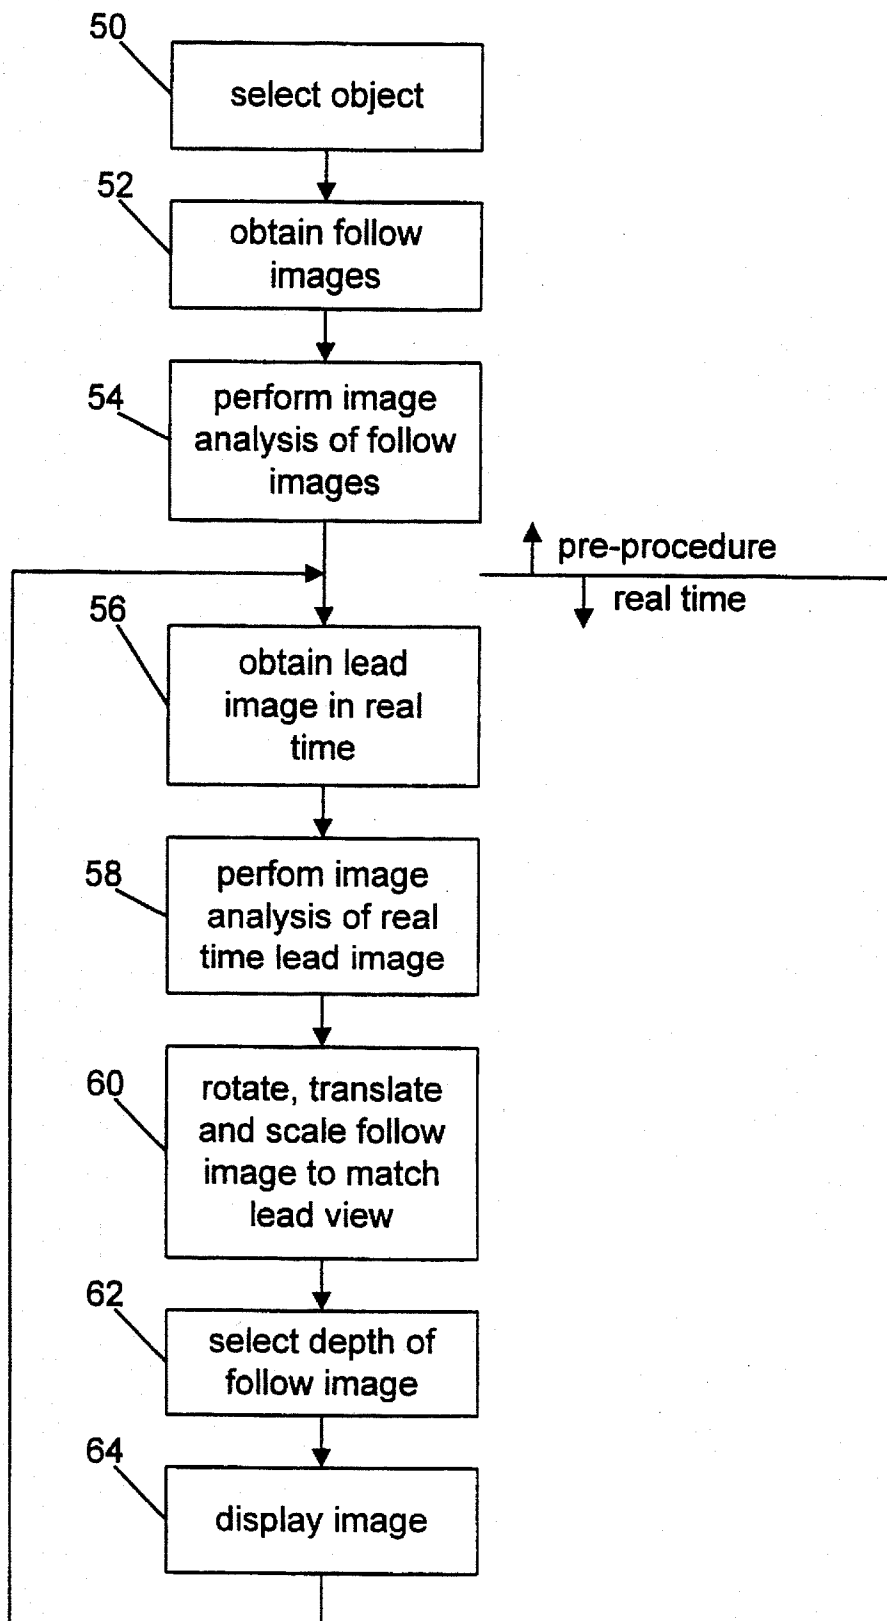 50
select object
52
obtain follow
images
54
perform image
analysis of follow
images
pre-procedure
real time
56
obtain lead
image in real
time
58
perfom image
analysis of real
time lead image
60
rotate, translate
and scale follow
image to match
lead view
62
select depth of
follow image
64
display image